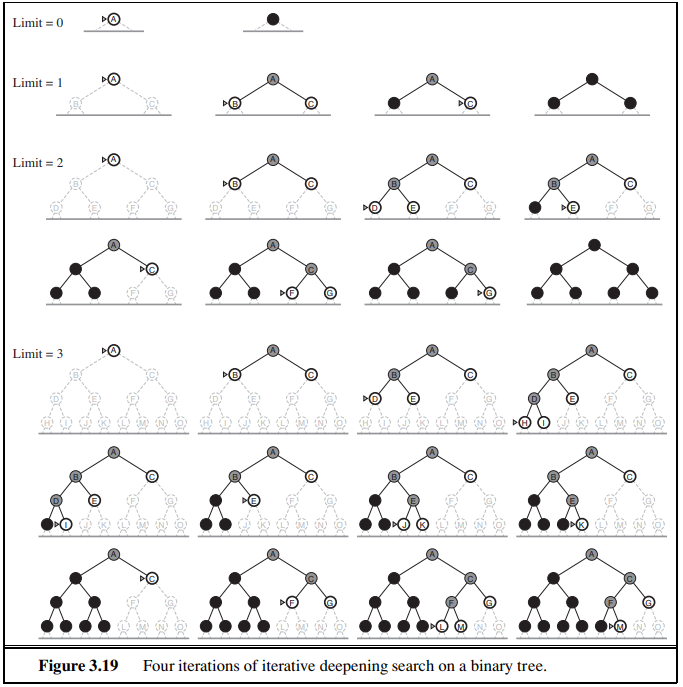 Limit = 0 A
Limit = 1 A A A
B C B C C
Limit = 2 A A A A
B C B C B C B C
D E F G D E F G D E F G E F G
A A A
C C C
F G F G G
Limit = 3 A A A A
B C B C B C B C
D E F G D E F G D E F G D E F G
H I J K L M N O H I J K L M N O H I J K L M N O H I J K L M N O
A A A A
B C B C B C B C
D E F G E F G E F G E F G
I J K L M N O J K L M N O J K L M N O K L M N O
A A A A
C C C C
F G F G F G F G
L M N O L M N O L M N O M N O
Figure 3.19 Four iterations of iterative deepening search on a binary tree.